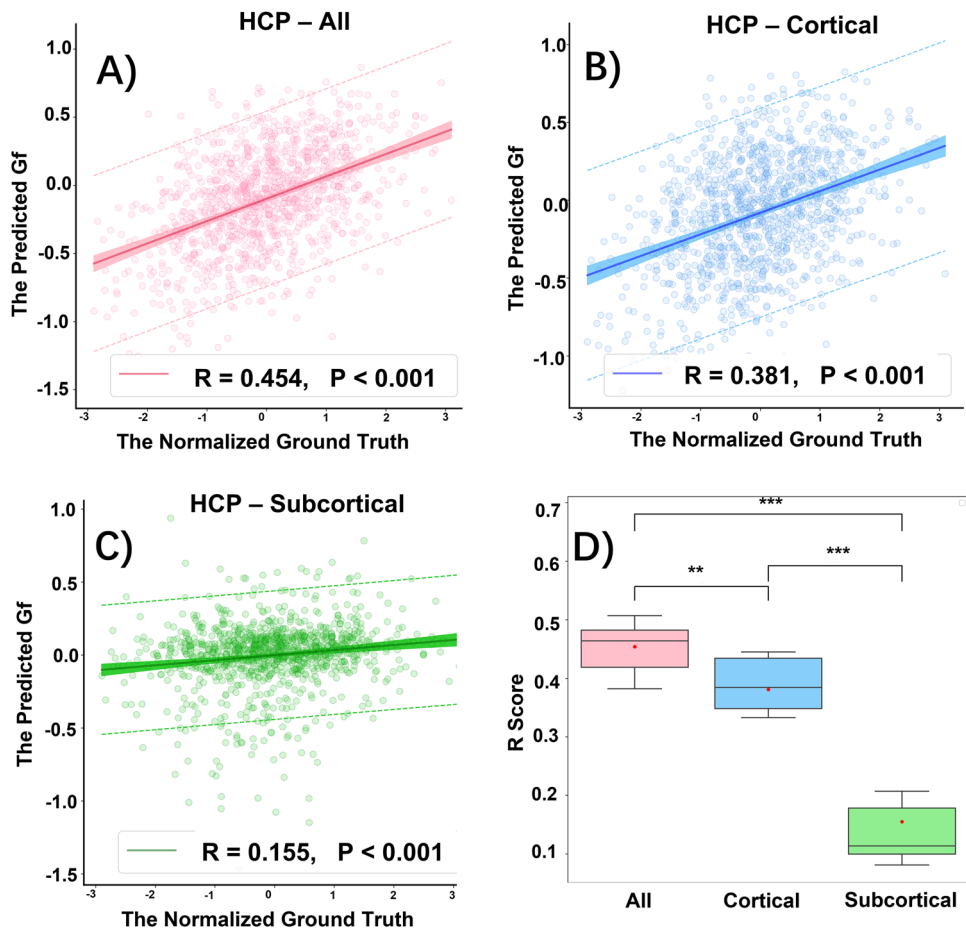 HCP – All
A)
1.0
0.5
0.0
-0.5
-1.0
-1.5
The Predicted Gf
R = 0.454, P < 0.001
-3 -2 -1 0 1 2 3
The Normalized Ground Truth
HCP – Cortical
B)
1.0
0.5
0.0
-0.5
-1.0
The Predicted Gf
R = 0.381, P < 0.001
-3 -2 -1 0 1 2 3
The Normalized Ground Truth
HCP – Subcortical
C)
1.0
0.5
0.0
-0.5
-1.0
-1.5
The Predicted Gf
R = 0.155, P < 0.001
-3 -2 -1 0 1 2 3
The Normalized Ground Truth
D)
***
**
***
0.7
0.6
0.5
0.4
0.3
0.2
0.1
R Score
All Cortical Subcortical